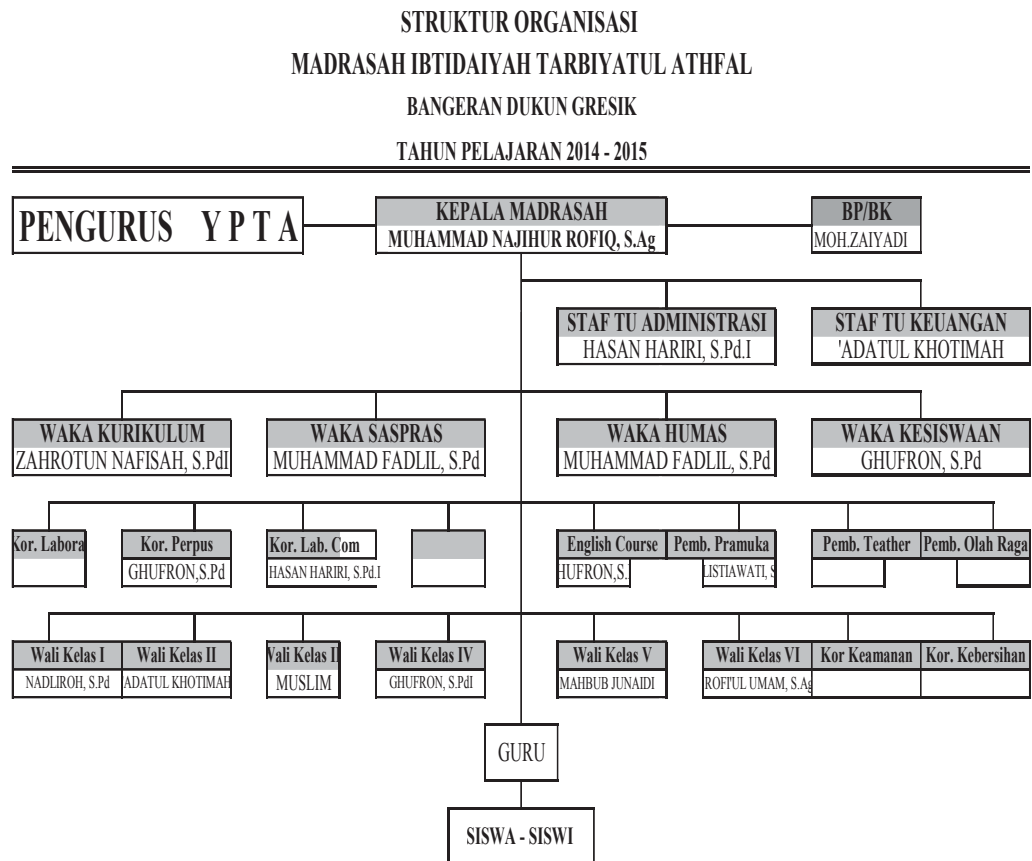 STRUKTUR ORGANISASI
MADRASAH IBTIDAIYAH TARBIYATUL ATHFAL
BANGERAN DUKUN GRESIK
TAHUN PELAJARAN 2014 - 2015
PENGURUS Y P T A
KEPALA MADRASAH
MUHAMMAD NAJIHUR ROFIQ, S.Ag
BP/BK
MOH.ZAIYADI
STAF TU ADMINISTRASI
HASAN HARIRI, S.Pd.I
STAF TU KEUANGAN
'ADATUL KHOTIMAH
WAKA KURIKULUM
ZAHROTUN NAFISAH, S.PdI
WAKA SASPRAS
MUHAMMAD FADLIL, S.Pd
WAKA HUMAS
MUHAMMAD FADLIL, S.Pd
WAKA KESISWAAN
GHUFRON, S.Pd
Kor. Labora
Kor. Perpus
GHUFRON,S.Pd
Kor. Lab. Com
HASAN HARIRI, S.Pd.I
English Course
HUFRON,S.
Pemb. Pramuka
LISTIAWATI, S
Pemb. Teather
Pemb. Olah Raga
Wali Kelas I
NADLIROH, S.Pd
Wali Kelas II
'ADATUL KHOTIMAH
Wali Kelas II
MUSLIM
Wali Kelas IV
GHUFRON, S.PdI
Wali Kelas V
MAHBUB JUNAIDI
Wali Kelas VI
ROFI'UL UMAM, S.Ag
Kor Keamanan
Kor. Kebersihan
GURU
SISWA - SISWI